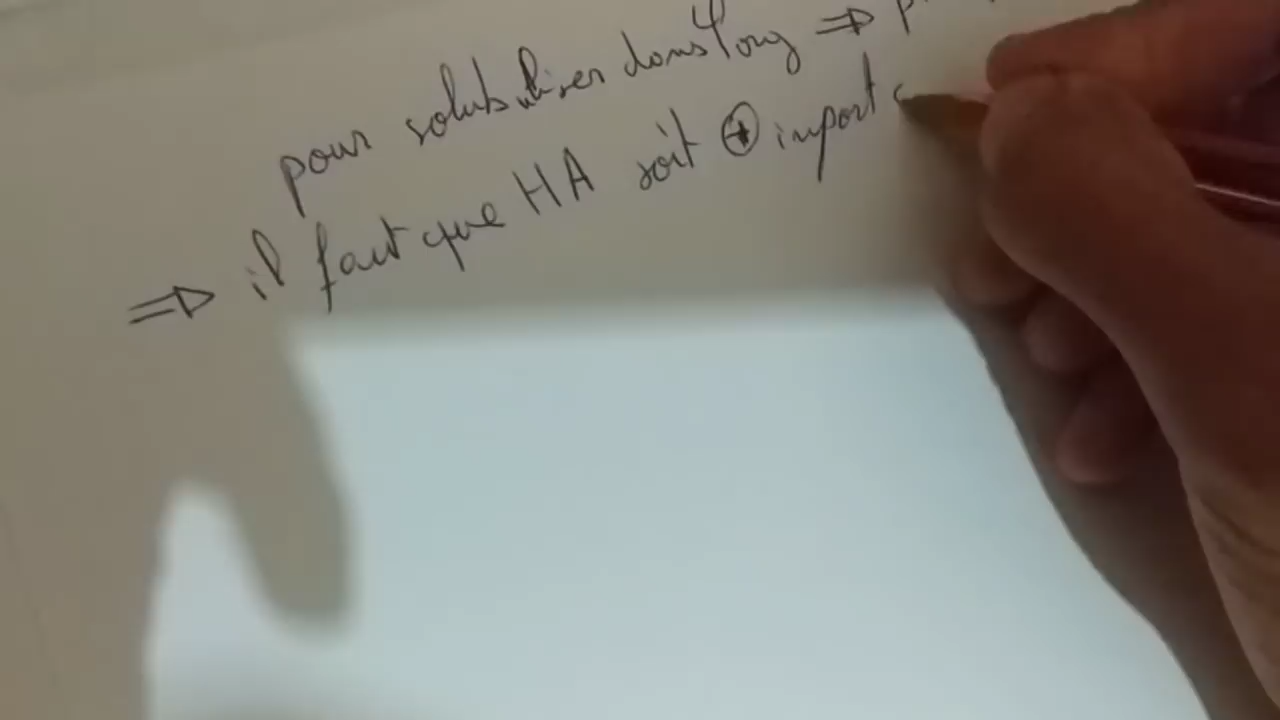 pour solubiliser dans φ org ⇒ p
⇒ il faut que HA soit ⊕ import